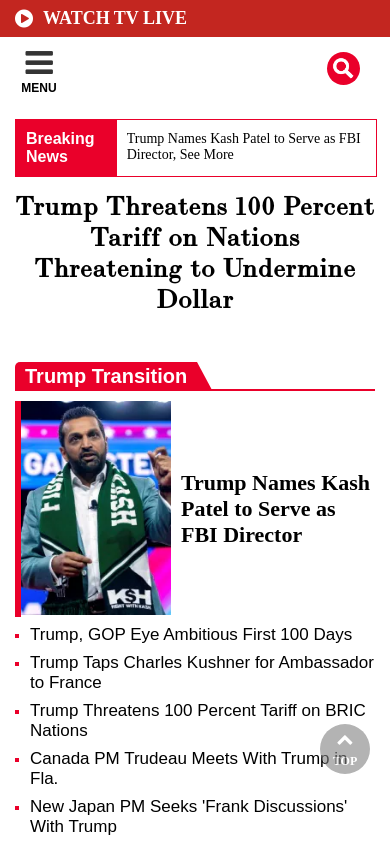 WATCH TV LIVE
MENU
Breaking
News
Trump Names Kash Patel to Serve as FBI
Director, See More
Trump Threatens 100 Percent
Tariff on Nations
Threatening to Undermine
Dollar
Trump Transition
Trump Names Kash
Patel to Serve as
FBI Director
Trump, GOP Eye Ambitious First 100 Days
Trump Taps Charles Kushner for Ambassador
to France
Trump Threatens 100 Percent Tariff on BRIC
Nations
Canada PM Trudeau Meets With Trump in
Fla.
TOP
New Japan PM Seeks 'Frank Discussions'
With Trump